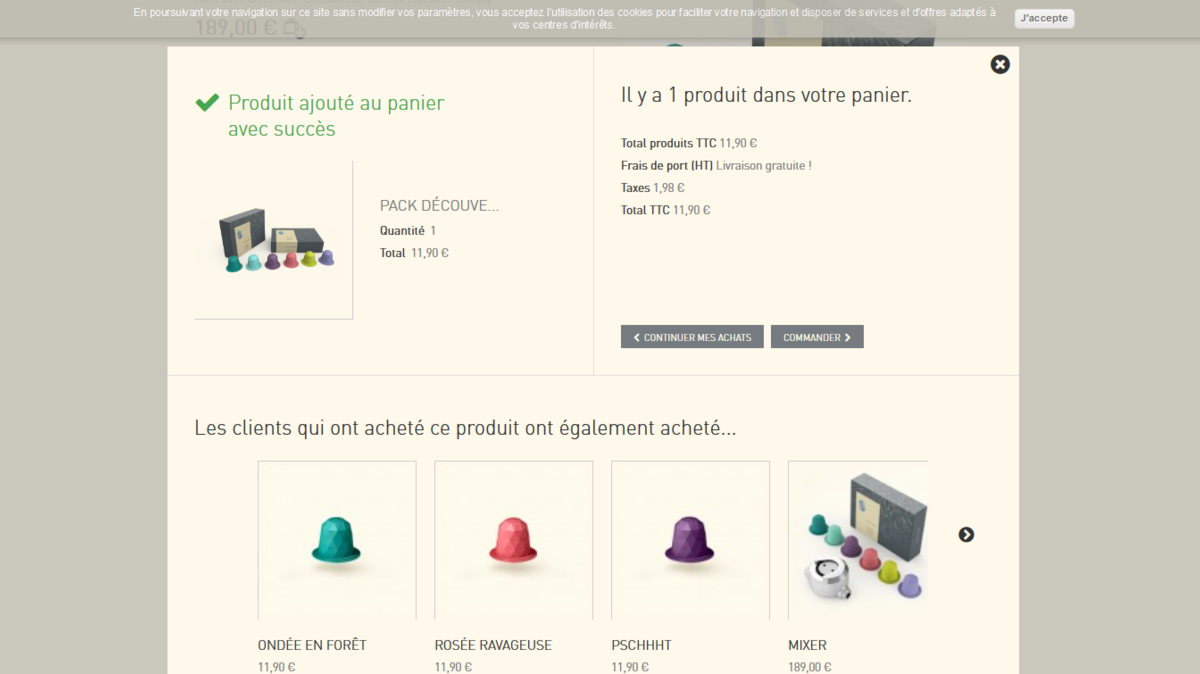 En poursuivant votre navigation sur ce site sans modifier vos paramètres, vous acceptez l'utilisation des cookies pour faciliter votre navigation et disposer de services et d'offres adaptés à
vos centres d'intérêts.
J'accepte
189,00 €
Produit ajouté au panier
avec succès
PACK DÉCOUVE...
Quantité 1
Total 11,90 €
Il y a 1 produit dans votre panier.
Total produits TTC 11,90 €
Frais de port (HT) Livraison gratuite !
Taxes 1,98 €
Total TTC 11,90 €
CONTINUER MES ACHATS
COMMANDER
Les clients qui ont acheté ce produit ont également acheté...
ONDÉE EN FORÊT
11,90 €
ROSÉE RAVAGEUSE
11,90 €
PSCHHHT
11,90 €
MIXER
189,00 €